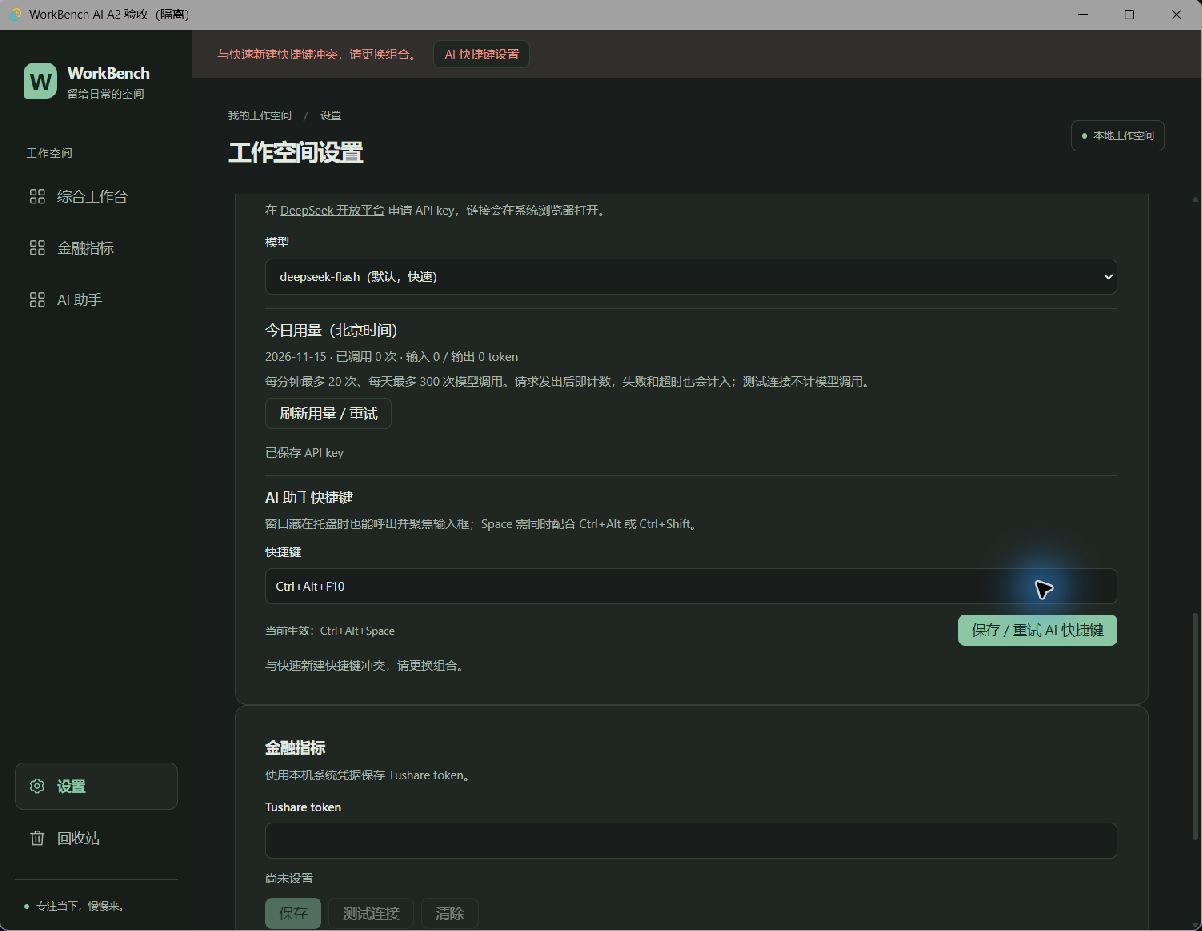 WorkBench AI A2 验收（隔离）
W
WorkBench
留给日常的空间
工作空间
综合工作台
金融指标
AI 助手
设置
回收站
专注当下，慢慢来。
与快速新建快捷键冲突，请更换组合。
AI 快捷键设置
我的工作空间 / 设置
工作空间设置
本地工作空间
在 DeepSeek 开放平台 申请 API key，链接会在系统浏览器打开。
模型
deepseek-flash（默认，快速）
今日用量（北京时间）
2026-11-15 · 已调用 0 次 · 输入 0 / 输出 0 token
每分钟最多 20 次、每天最多 300 次模型调用。请求发出后即计数，失败和超时也会计入；测试连接不计模型调用。
刷新用量 / 重试
已保存 API key
AI 助手快捷键
窗口藏在托盘时也能呼出并聚焦输入框；Space 需同时配合 Ctrl+Alt 或 Ctrl+Shift。
快捷键
Ctrl+Alt+F10
当前生效：Ctrl+Alt+Space
保存 / 重试 AI 快捷键
与快速新建快捷键冲突，请更换组合。
金融指标
使用本机系统凭据保存 Tushare token。
Tushare token
尚未设置
保存
测试连接
清除